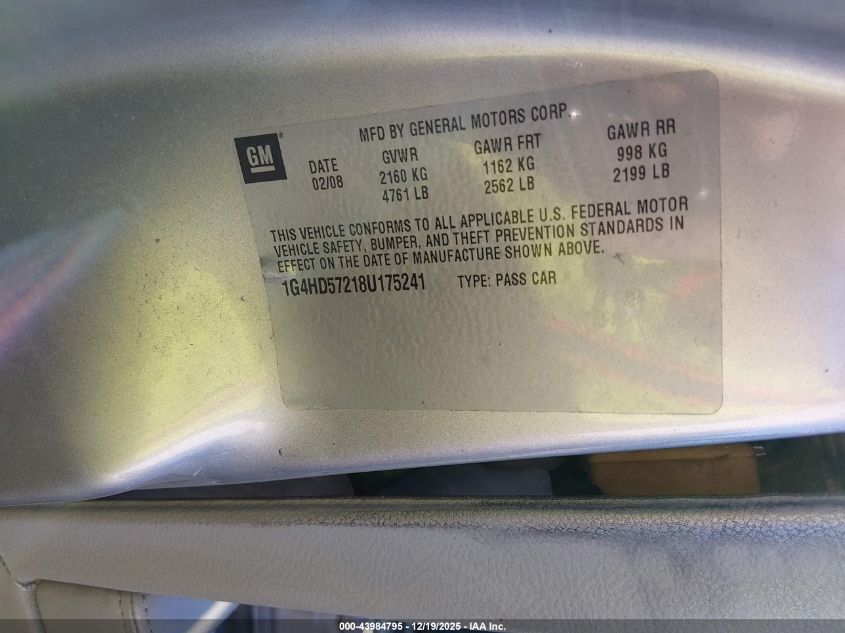 MFD BY GENERAL MOTORS CORP
GM ®
DATE GVWR GAWR FRT GAWR RR
02/08 2160 KG 1162 KG 998 KG
4761 LB 2562 LB 2199 LB
THIS VEHICLE CONFORMS TO ALL APPLICABLE U.S. FEDERAL MOTOR
VEHICLE SAFETY, BUMPER, AND THEFT PREVENTION STANDARDS IN
EFFECT ON THE DATE OF MANUFACTURE SHOWN ABOVE.
1G4HD57218U175241 TYPE: PASS CAR
000-43984795 - 12/19/2025 - IAA Inc.